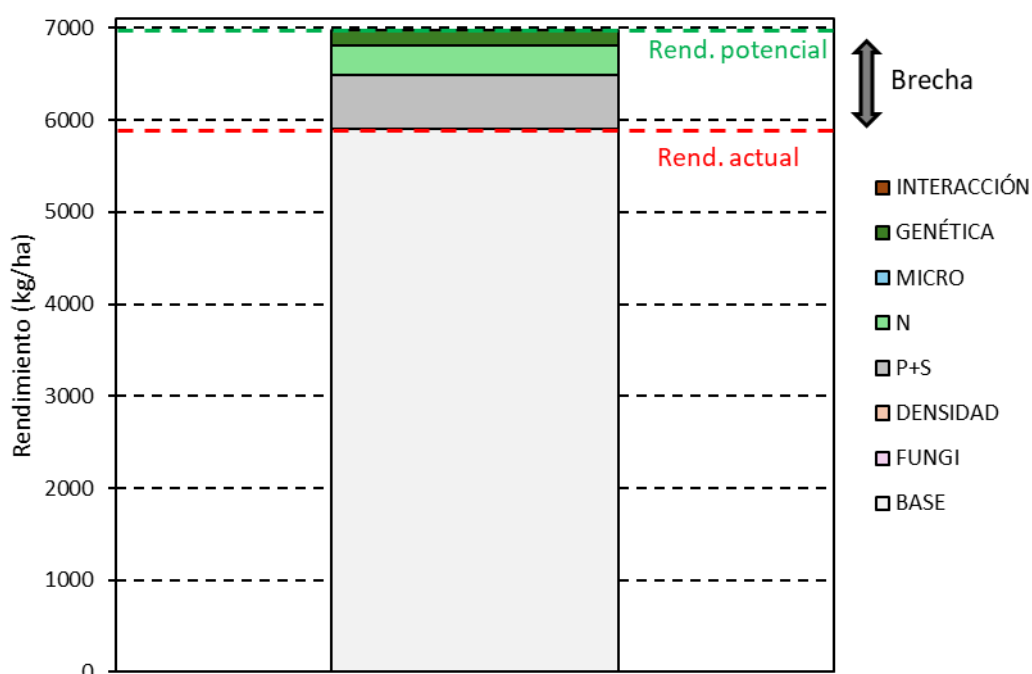 7000
Rend. potencial
Brecha
6000
Rend. actual
5000
4000
3000
2000
1000
0
Rendimiento (kg/ha)
INTERACCIÓN
GENÉTICA
MICRO
N
P+S
DENSIDAD
FUNGI
BASE